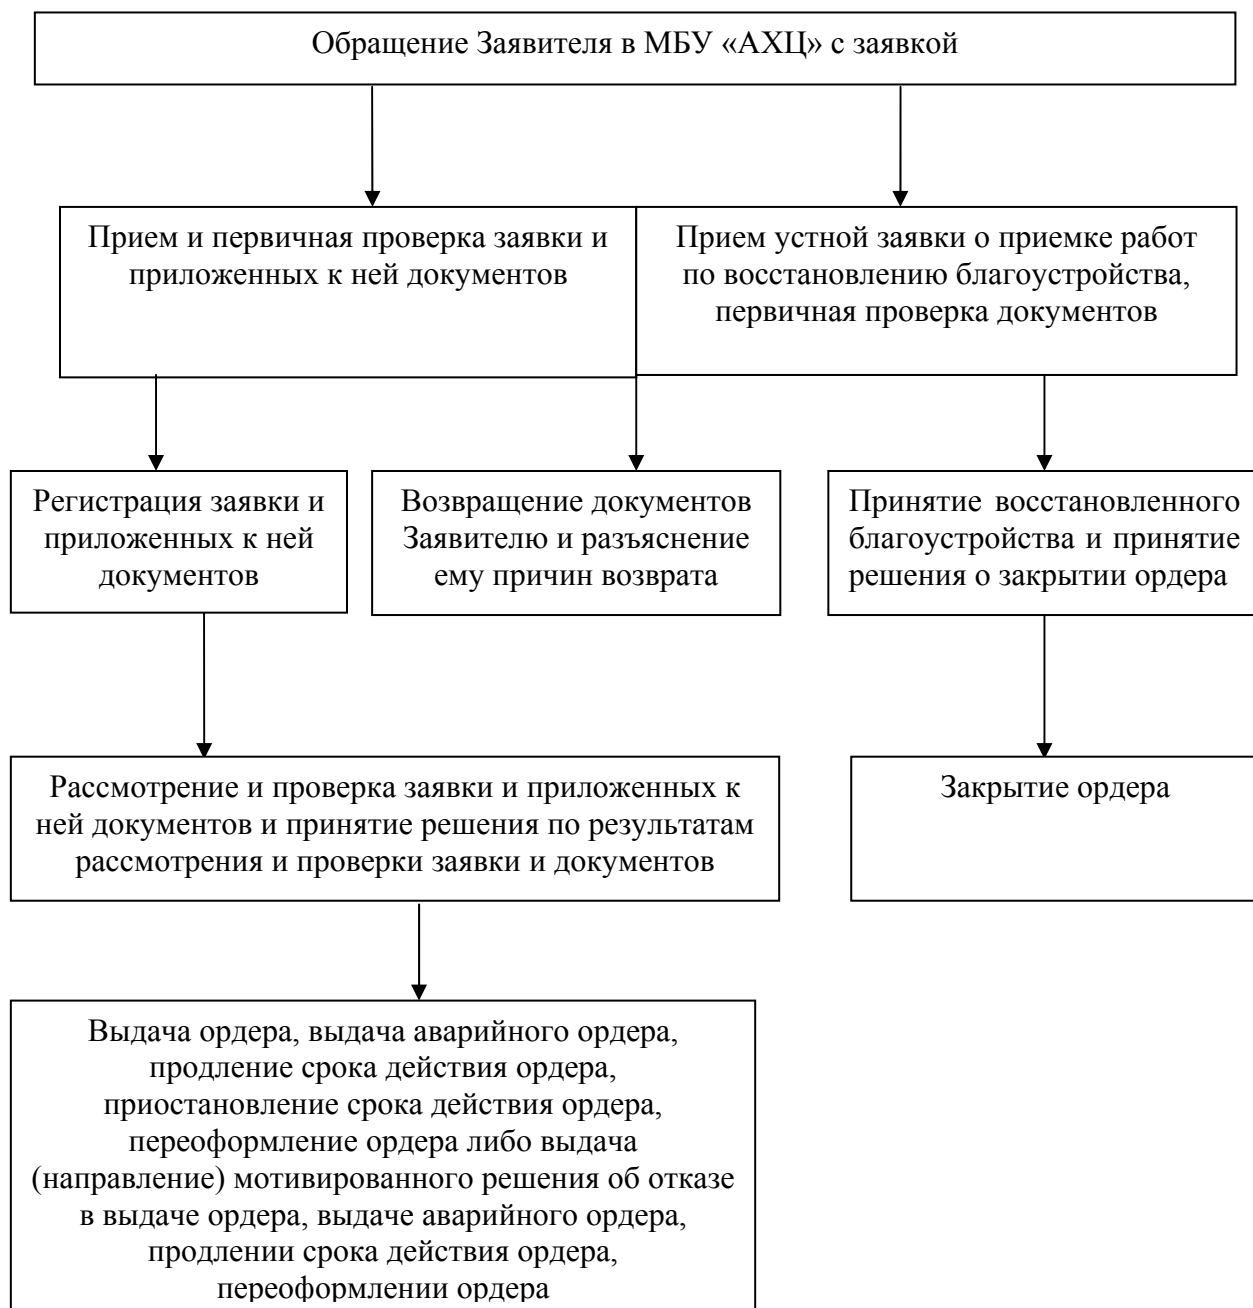 Обращение Заявителя в МБУ «АХЦ» с заявкой
Прием и первичная проверка заявки и
приложенных к ней документов
Прием устной заявки о приемке работ
по восстановлению благоустройства,
первичная проверка документов
Регистрация заявки и
приложенных к ней
документов
Возвращение документов
Заявителю и разъяснение
ему причин возврата
Принятие восстановленного
благоустройства и принятие
решения о закрытии ордера
Рассмотрение и проверка заявки и приложенных к
ней документов и принятие решения по результатам
рассмотрения и проверки заявки и документов
Закрытие ордера
Выдача ордера, выдача аварийного ордера,
продление срока действия ордера,
приостановление срока действия ордера,
переоформление ордера либо выдача
(направление) мотивированного решения об отказе
в выдаче ордера, выдаче аварийного ордера,
продлении срока действия ордера,
переоформлении ордера